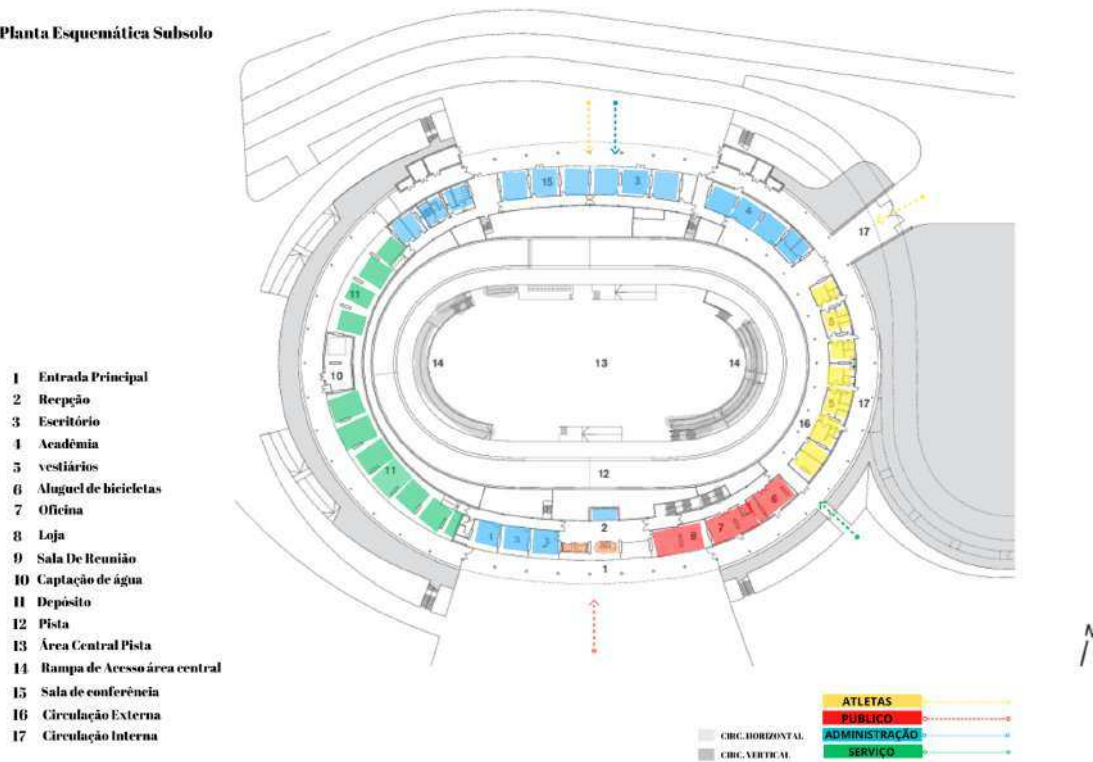 Planta Esquemática Subsolo
15
3
4
17
11
5
10
14
13
14
5
17
16
11
12
6
2
7
3
8
1
1 Entrada Principal
2 Recpção
3 Escritório
4 Acadêmia
5 vestiários
6 Aluguel de bicicletas
7 Oficina
8 Loja
9 Sala De Reunião
10 Captação de água
11 Depósito
12 Pista
13 Área Central Pista
14 Rampa de Acesso área central
15 Sala de conferência
16 Circulação Externa
17 Circulação Interna
N
ATLETAS
PUBLICO
CIRC. HORIZONTAL
ADMINISTRAÇÃO
CIRC. VERTICAL
SERVIÇO